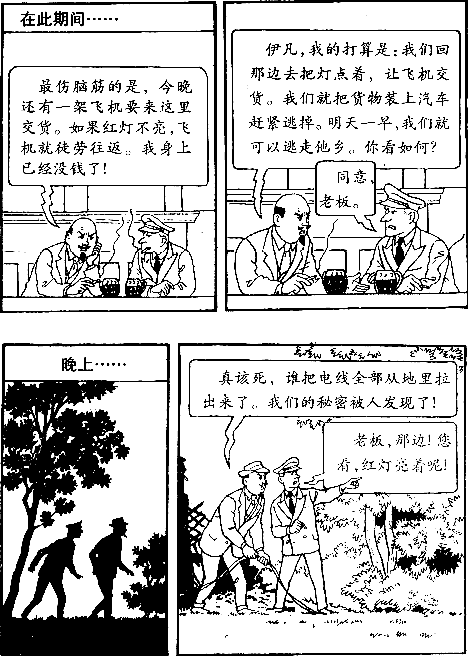 在此期间……
最伤脑筋的是，今晚
还有一架飞机要来这里
交货。如果红灯不亮，飞
机就徒劳往返。我身上
已经没钱了！
伊凡，我的打算是：我们回
那边去把灯点着，让飞机交
货。我们就把货物装上汽车
赶紧逃掉。明天一早，我们就
可以逃走他乡。你看如何？
同意，
老板。
晚上……
真该死，谁把电线全部从地里拉
出来了。我们的秘密被人发现了！
老板，那边！您
看，红灯亮着呢！